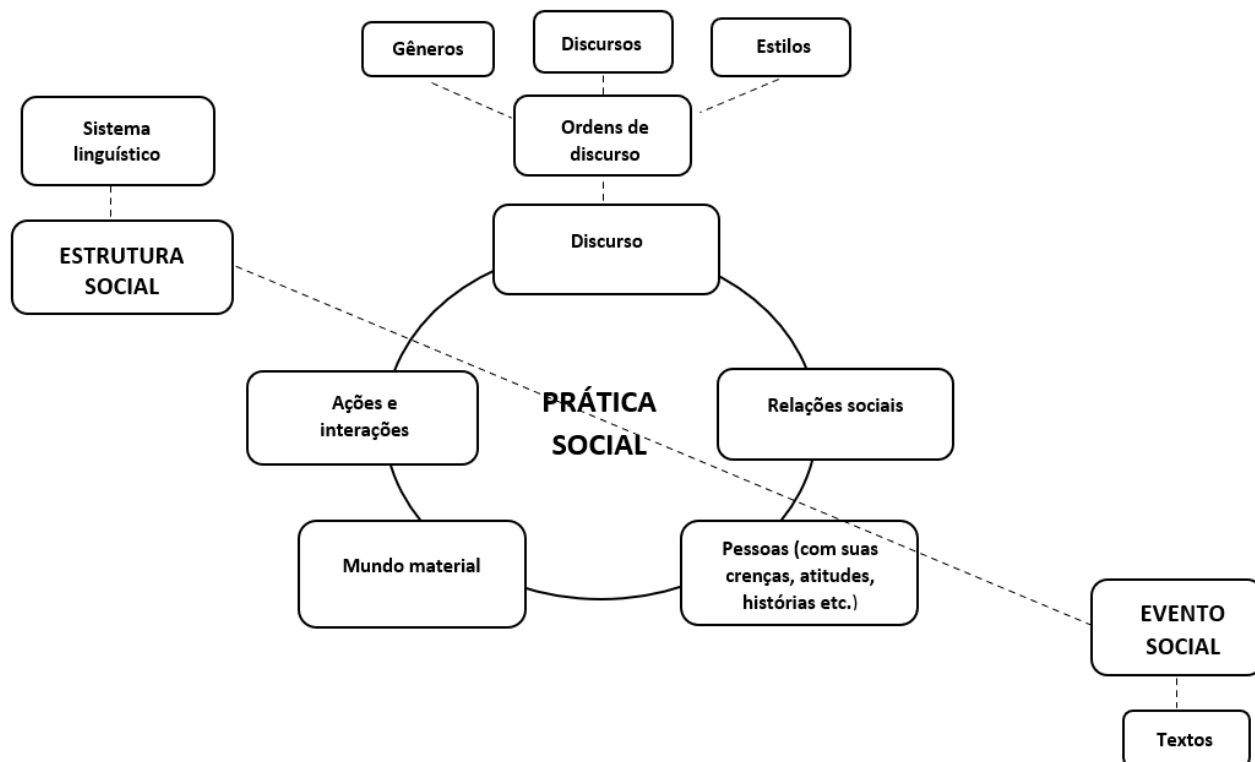 Gêneros
Discursos
Estilos
Sistema
linguístico
Ordens de
discurso
ESTRUTURA
SOCIAL
Discurso
Ações e
interações
PRÁTICA
SOCIAL
Relações sociais
Mundo material
Pessoas (com suas
crenças, atitudes,
histórias etc.)
EVENTO
SOCIAL
Textos